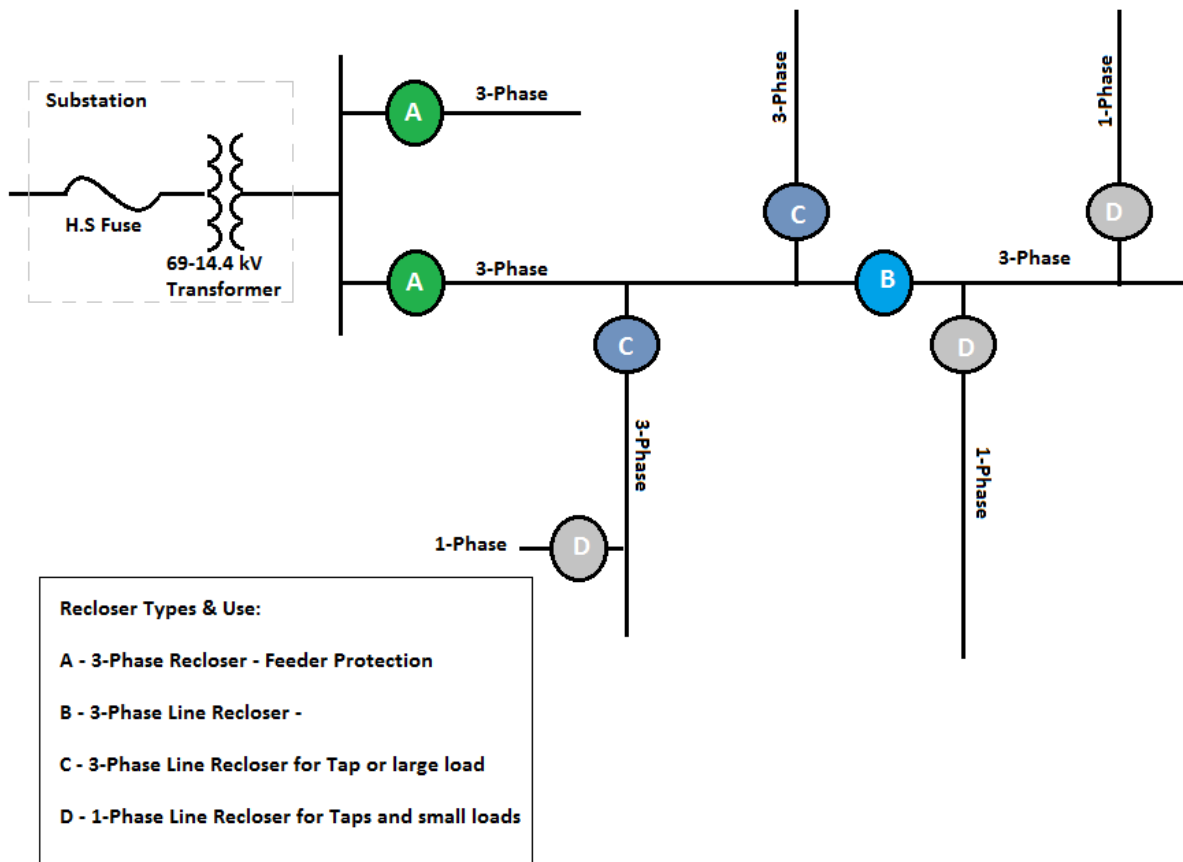 Substation
H.S Fuse
69-14.4 kV
Transformer
A
3-Phase
A
3-Phase
3-Phase
C
1-Phase
D
B
3-Phase
C
3-Phase
D
1-Phase
1-Phase
D
Recloser Types & Use:
A - 3-Phase Recloser - Feeder Protection
B - 3-Phase Line Recloser -
C - 3-Phase Line Recloser for Tap or large load
D - 1-Phase Line Recloser for Taps and small loads